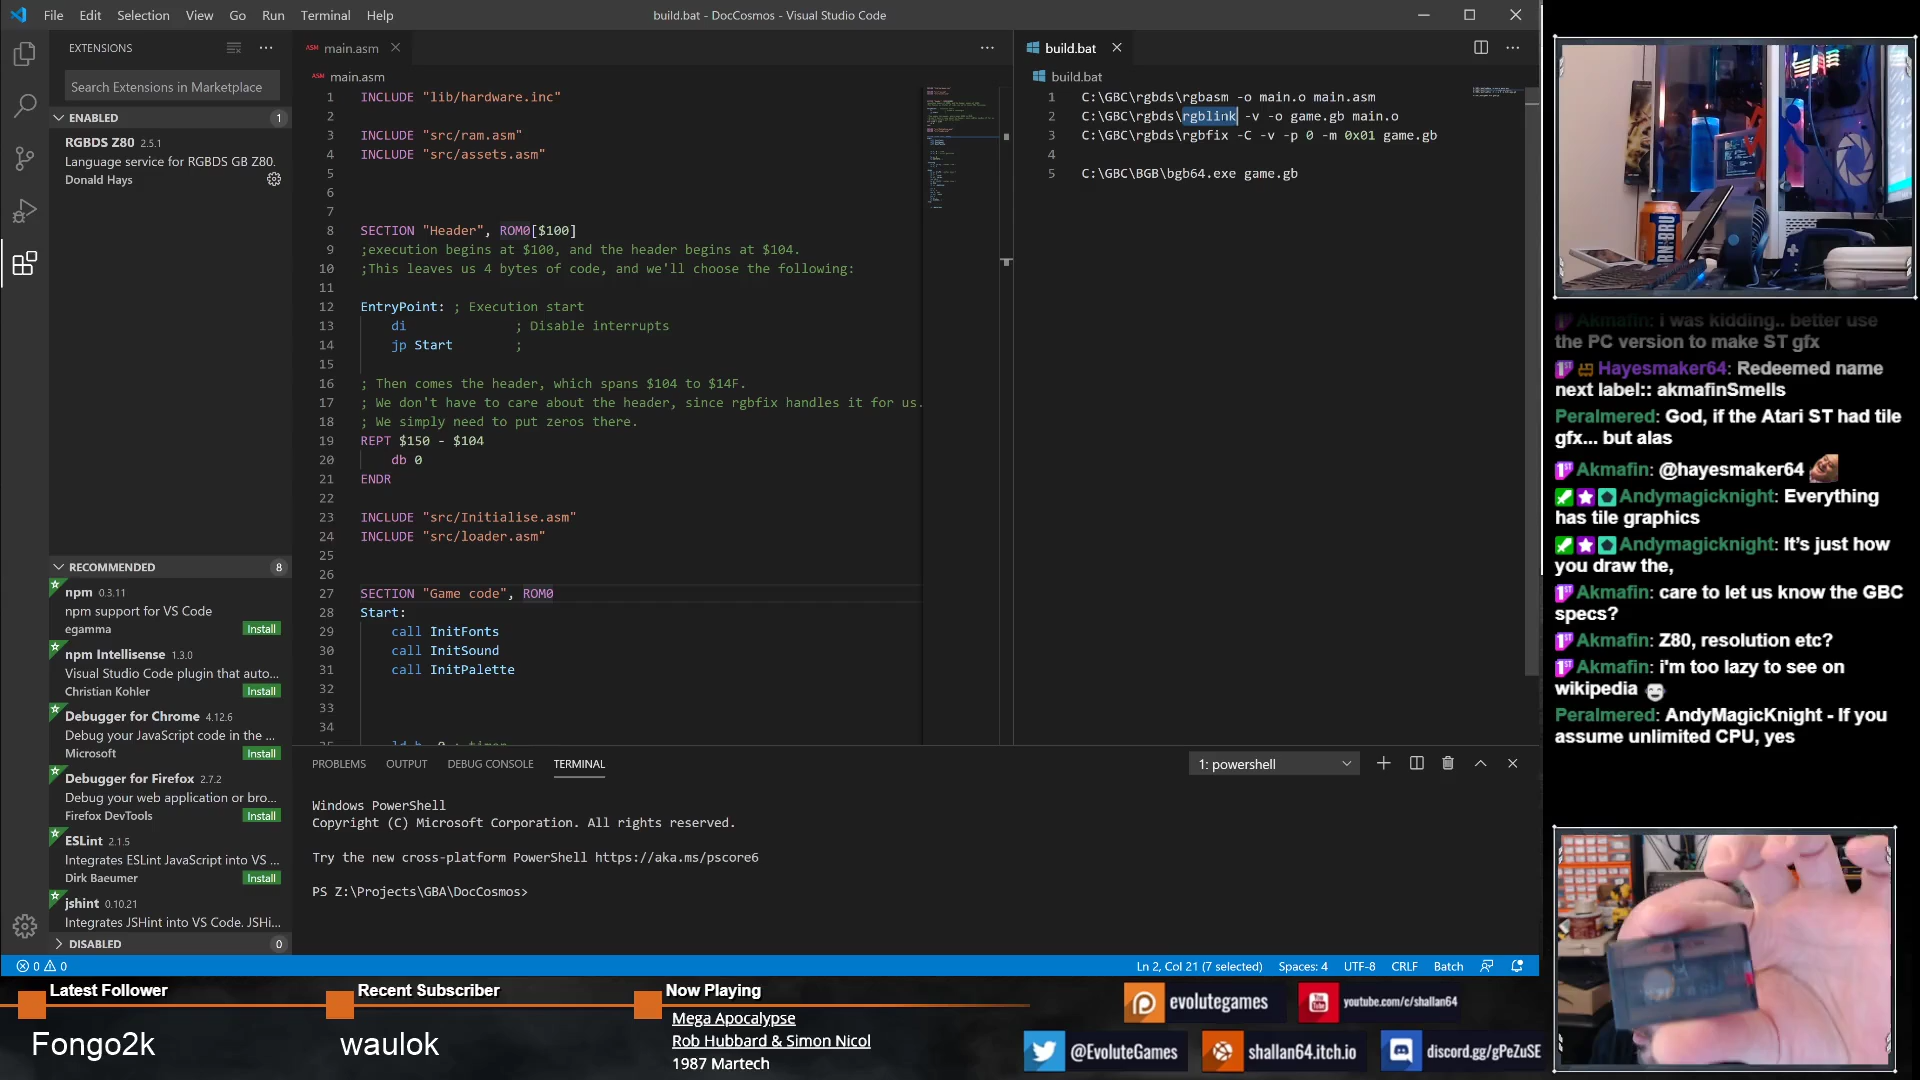 File Edit Selection View Go Run Terminal Help
build.bat - DocCosmos - Visual Studio Code
EXTENSIONS
Search Extensions in Marketplace
ENABLED 1
RGBDS Z80 2.5.1
Language service for RGBDS GB Z80.
Donald Hays
RECOMMENDED 8
npm 0.3.11
npm support for VS Code
egamma Install
npm Intellisense 1.3.0
Visual Studio Code plugin that auto...
Christian Kohler Install
Debugger for Chrome 4.12.6
Debug your JavaScript code in the ...
Microsoft Install
Debugger for Firefox 2.7.2
Debug your web application or bro...
Firefox DevTools Install
ESLint 2.1.5
Integrates ESLint JavaScript into VS ...
Dirk Baeumer Install
jshint 0.10.21
Integrates JSHint into VS Code. JSHi...
DISABLED 0
ASM main.asm
ASM main.asm
1 INCLUDE "lib/hardware.inc"
2
3 INCLUDE "src/ram.asm"
4 INCLUDE "src/assets.asm"
5
6
7
8 SECTION "Header", ROM0[$100]
9 ;execution begins at $100, and the header begins at $104.
10 ;This leaves us 4 bytes of code, and we'll choose the following:
11
12 EntryPoint: ; Execution start
13 di ; Disable interrupts
14 jp Start ;
15
16 ; Then comes the header, which spans $104 to $14F.
17 ; We don't have to care about the header, since rgbfix handles it for us.
18 ; We simply need to put zeros there.
19 REPT $150 - $104
20 db 0
21 ENDR
22
23 INCLUDE "src/Initialise.asm"
24 INCLUDE "src/loader.asm"
25
26
27 SECTION "Game code", ROM0
28 Start:
29 call InitFonts
30 call InitSound
31 call InitPalette
32
33
34
build.bat
build.bat
1 C:\GBC\rgbds\rgbasm -o main.o main.asm
2 C:\GBC\rgbds\rgblink -v -o game.gb main.o
3 C:\GBC\rgbds\rgbfix -C -v -p 0 -m 0x01 game.gb
4
5 C:\GBC\BGB\bgb64.exe game.gb
PROBLEMS OUTPUT DEBUG CONSOLE TERMINAL
1: powershell
Windows PowerShell
Copyright (C) Microsoft Corporation. All rights reserved.
Try the new cross-platform PowerShell https://aka.ms/pscore6
PS Z:\Projects\GBA\DocCosmos>
0 0
Ln 2, Col 21 (7 selected) Spaces: 4 UTF-8 CRLF Batch
Akmafin: i was kidding.. better use
the PC version to make ST gfx
Hayesmaker64: Redeemed name
next label:: akmafinSmells
Peralmered: God, if the Atari ST had tile
gfx... but alas
Akmafin: @hayesmaker64
Andymagicknight: Everything
has tile graphics
Andymagicknight: It's just how
you draw the,
Akmafin: care to let us know the GBC
specs?
Akmafin: Z80, resolution etc?
Akmafin: i'm too lazy to see on
wikipedia
Peralmered: AndyMagicKnight - If you
assume unlimited CPU, yes
Latest Follower
Fongo2k
Recent Subscriber
waulok
Now Playing
Mega Apocalypse
Rob Hubbard & Simon Nicol
1987 Martech
evolutegames
youtube.com/c/shallan64
@EvoluteGames
shallan64.itch.io
discord.gg/gPeZuSE